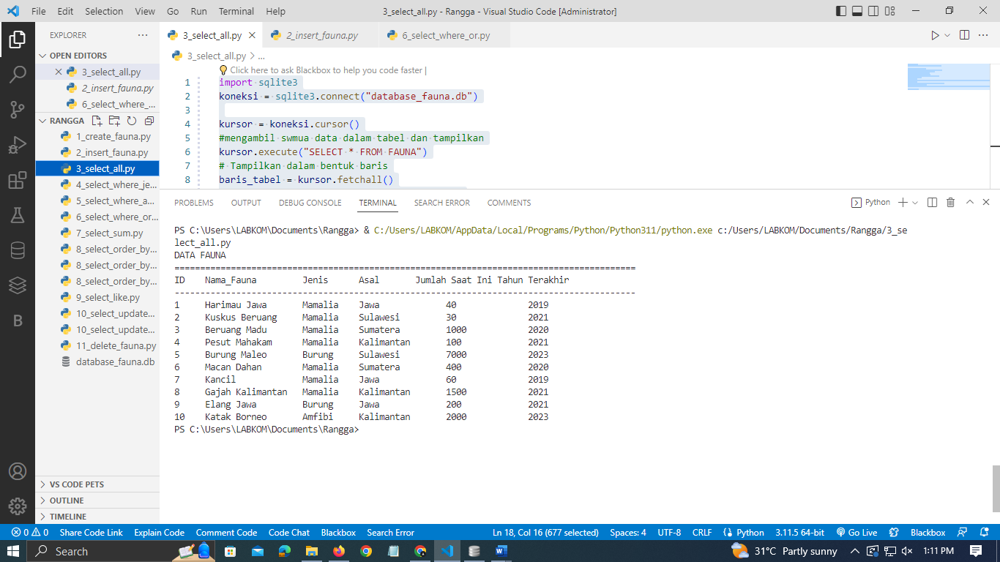 File Edit Selection View Go Run Terminal Help 3_select_all.py - Rangga - Visual Studio Code [Administrator]
EXPLORER
OPEN EDITORS
3_select_all.py
2_insert_fauna.py
6_select_where_...
RANGGA
1_create_fauna.py
2_insert_fauna.py
3_select_all.py
4_select_where_je...
5_select_where_a...
6_select_where_or...
7_select_sum.py
8_select_order_by...
8_select_order_by...
8_select_order_by...
9_select_like.py
10_select_update...
10_select_update...
11_delete_fauna.py
database_fauna.db
VS CODE PETS
OUTLINE
TIMELINE
3_select_all.py 2_insert_fauna.py 6_select_where_or.py
3_select_all.py > ...
Click here to ask Blackbox to help you code faster |
1 import sqlite3
2 koneksi = sqlite3.connect("database_fauna.db")
3
4 kursor = koneksi.cursor()
5 #mengambil swmua data dalam tabel dan tampilkan
6 kursor.execute("SELECT * FROM FAUNA")
7 # Tampilkan dalam bentuk baris
8 baris_tabel = kursor.fetchall()
PROBLEMS OUTPUT DEBUG CONSOLE TERMINAL SEARCH ERROR COMMENTS Python
PS C:\Users\LABKOM\Documents\Rangga> & C:/Users/LABKOM/AppData/Local/Programs/Python/Python311/python.exe c:/Users/LABKOM/Documents/Rangga/3_se
lect_all.py
DATA FAUNA
==========================================================================================
ID Nama_Fauna Jenis Asal Jumlah Saat Ini Tahun Terakhir
------------------------------------------------------------------------------------------
1 Harimau Jawa Mamalia Jawa 40 2019
2 Kuskus Beruang Mamalia Sulawesi 30 2021
3 Beruang Madu Mamalia Sumatera 1000 2020
4 Pesut Mahakam Mamalia Kalimantan 100 2021
5 Burung Maleo Burung Sulawesi 7000 2023
6 Macan Dahan Mamalia Sumatera 400 2020
7 Kancil Mamalia Jawa 60 2019
8 Gajah Kalimantan Mamalia Kalimantan 1500 2021
9 Elang Jawa Burung Jawa 200 2021
10 Katak Borneo Amfibi Kalimantan 2000 2023
PS C:\Users\LABKOM\Documents\Rangga>
0 0 Share Code Link Explain Code Comment Code Code Chat Blackbox Search Error Ln 18, Col 16 (677 selected) Spaces: 4 UTF-8 CRLF Python 3.11.5 64-bit Go Live Blackbox
Search 31°C Partly sunny 1:11 PM